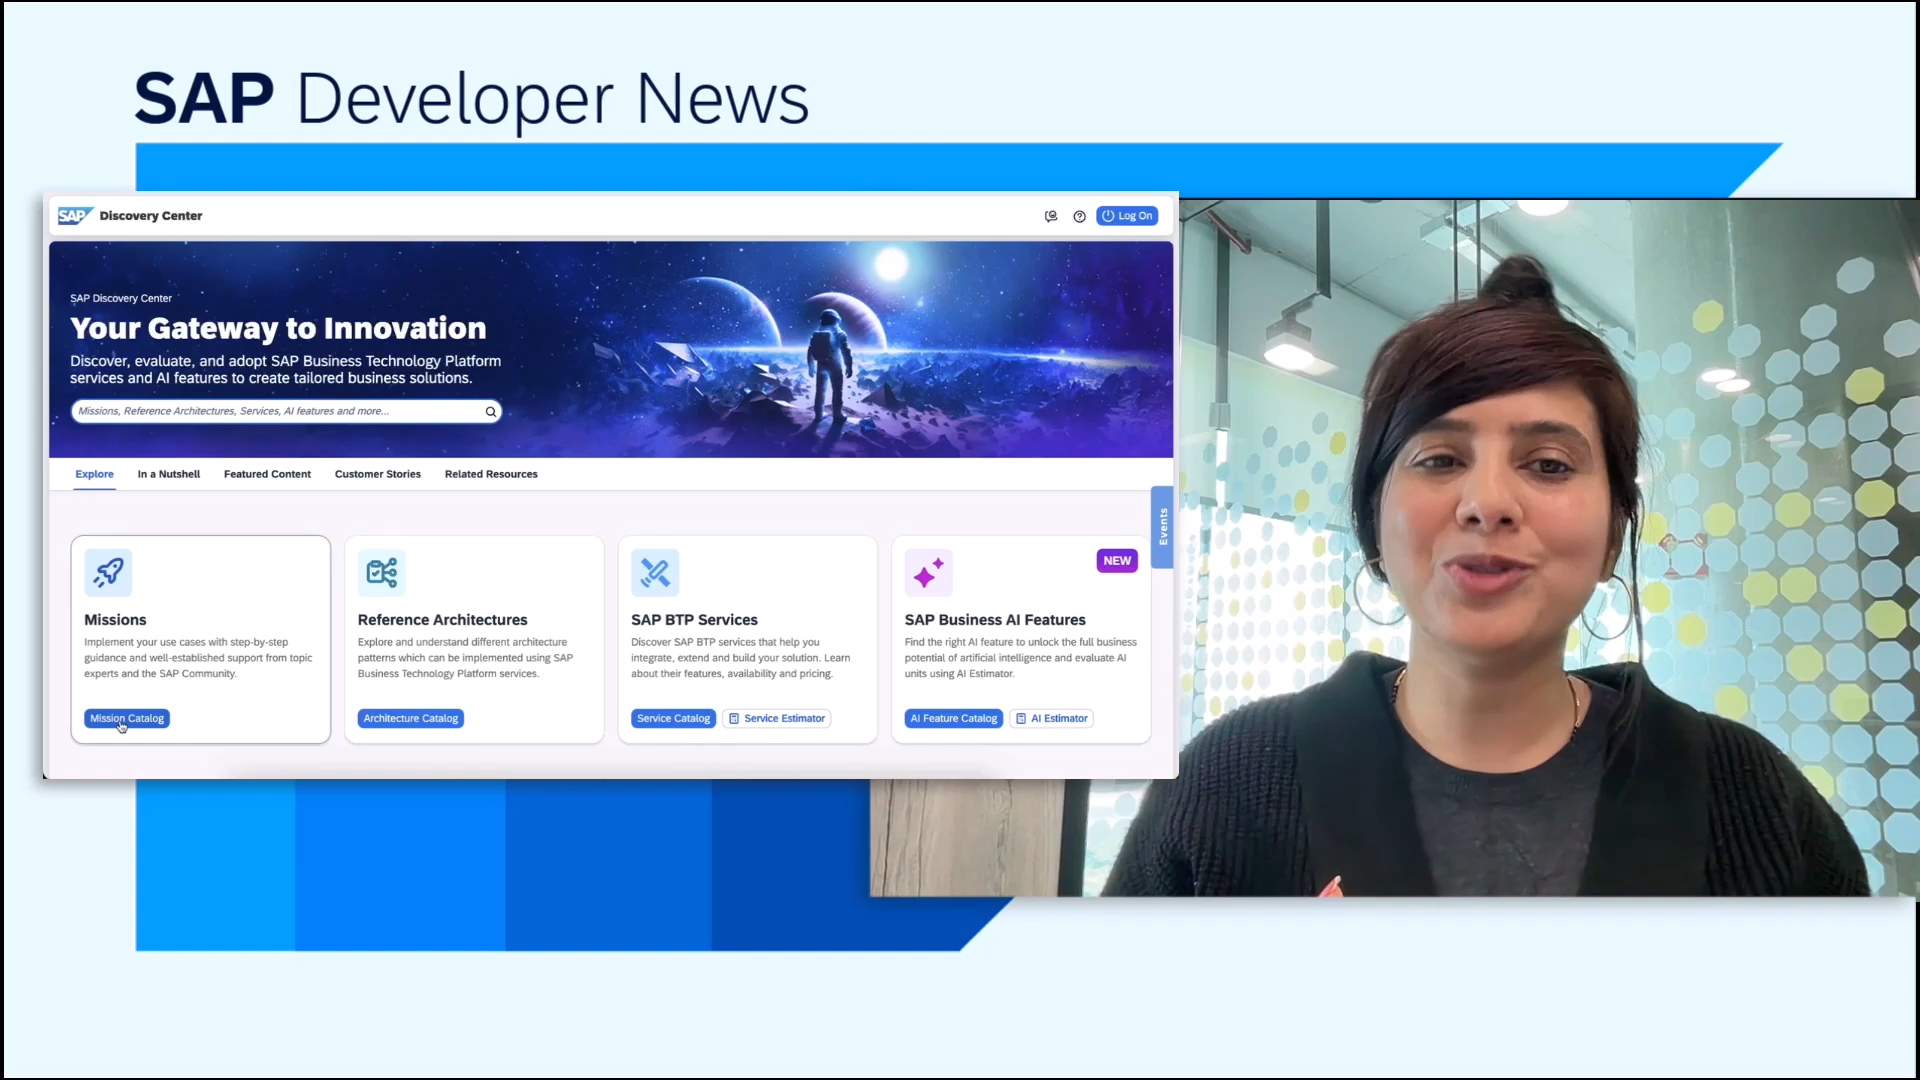 SAP Developer News
SAP Discovery Center
Log On
SAP Discovery Center
Your Gateway to Innovation
Discover, evaluate, and adopt SAP Business Technology Platform
services and AI features to create tailored business solutions.
Missions, Reference Architectures, Services, AI features and more...
Explore In a Nutshell Featured Content Customer Stories Related Resources
Events
Missions
Implement your use cases with step-by-step
guidance and well-established support from topic
experts and the SAP Community.
Mission Catalog
Reference Architectures
Explore and understand different architecture
patterns which can be implemented using SAP
Business Technology Platform services.
Architecture Catalog
SAP BTP Services
Discover SAP BTP services that help you
integrate, extend and build your solution. Learn
about their features, availability and pricing.
Service Catalog Service Estimator
NEW
SAP Business AI Features
Find the right AI feature to unlock the full business
potential of artificial intelligence and evaluate AI
units using AI Estimator.
AI Feature Catalog AI Estimator